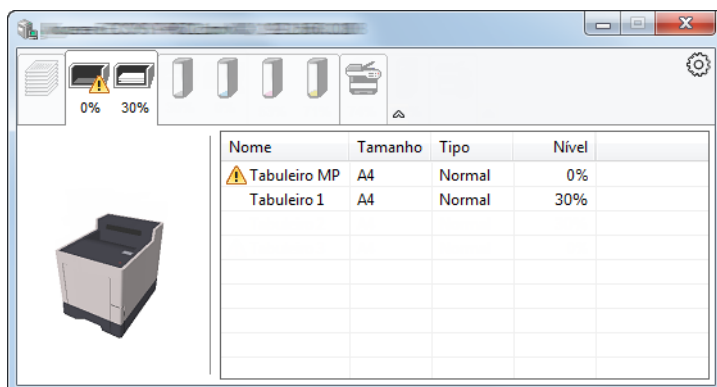 0% 30%
Nome Tamanho Tipo Nível
Tabuleiro MP A4 Normal 0%
Tabuleiro 1 A4 Normal 30%